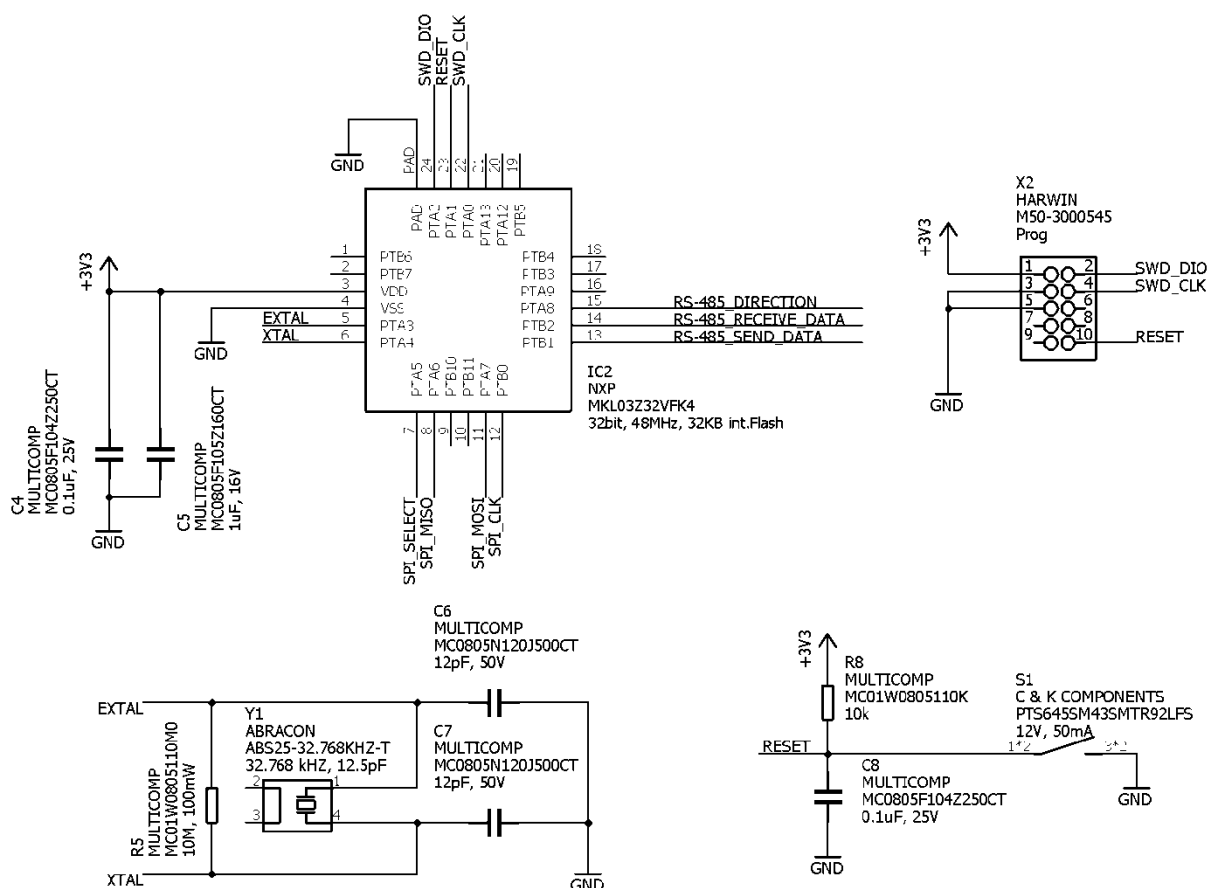 SWD_DIO
RESET
SWD_CLK
GND
PAD
24
23
22
21
20
19
PAD
PTA2
PTA1
PTA0
PTA13
PTA12
PTB5
+3V3
1 PTB6
2 PTB7
3 VDD
4 VSS
EXTAL 5 PTA3
XTAL 6 PTA4
GND
PTB4 18
PTB3 17
PTA9 16
PTA8 15 RS-485_DIRECTION
PTB2 14 RS-485_RECEIVE_DATA
PTB1 13 RS-485_SEND_DATA
PTA5
PTA6
PTB10
PTB11
PTA7
PTB0
7
8
9
10
11
12
SPI_SELECT
SPI_MISO
SPI_MOSI
SPI_CLK
IC2
NXP
MKL03Z32VFK4
32bit, 48MHz, 32KB int.Flash
C4
MULTICOMP
MC0805F104Z250CT
0.1uF, 25V
C5
MULTICOMP
MC0805F105Z160CT
1uF, 16V
GND
X2
HARWIN
M50-3000545
Prog
+3V3
1 2 SWD_DIO
3 4 SWD_CLK
5 6
7 8
9 10 RESET
GND
C6
MULTICOMP
MC0805N120J500CT
12pF, 50V
EXTAL
Y1
ABRACON
ABS25-32.768KHZ-T
32.768 kHZ, 12.5pF
C7
MULTICOMP
MC0805N120J500CT
12pF, 50V
2 1
3 4
R5
MULTICOMP
MC01W0805110M0
10M, 100mW
XTAL
GND
+3V3
R8
MULTICOMP
MC01W0805110K
10k
S1
C & K COMPONENTS
PTS645SM43SMTR92LFS
12V, 50mA
RESET
1*2
C8
MULTICOMP
MC0805F104Z250CT
0.1uF, 25V
GND
GND